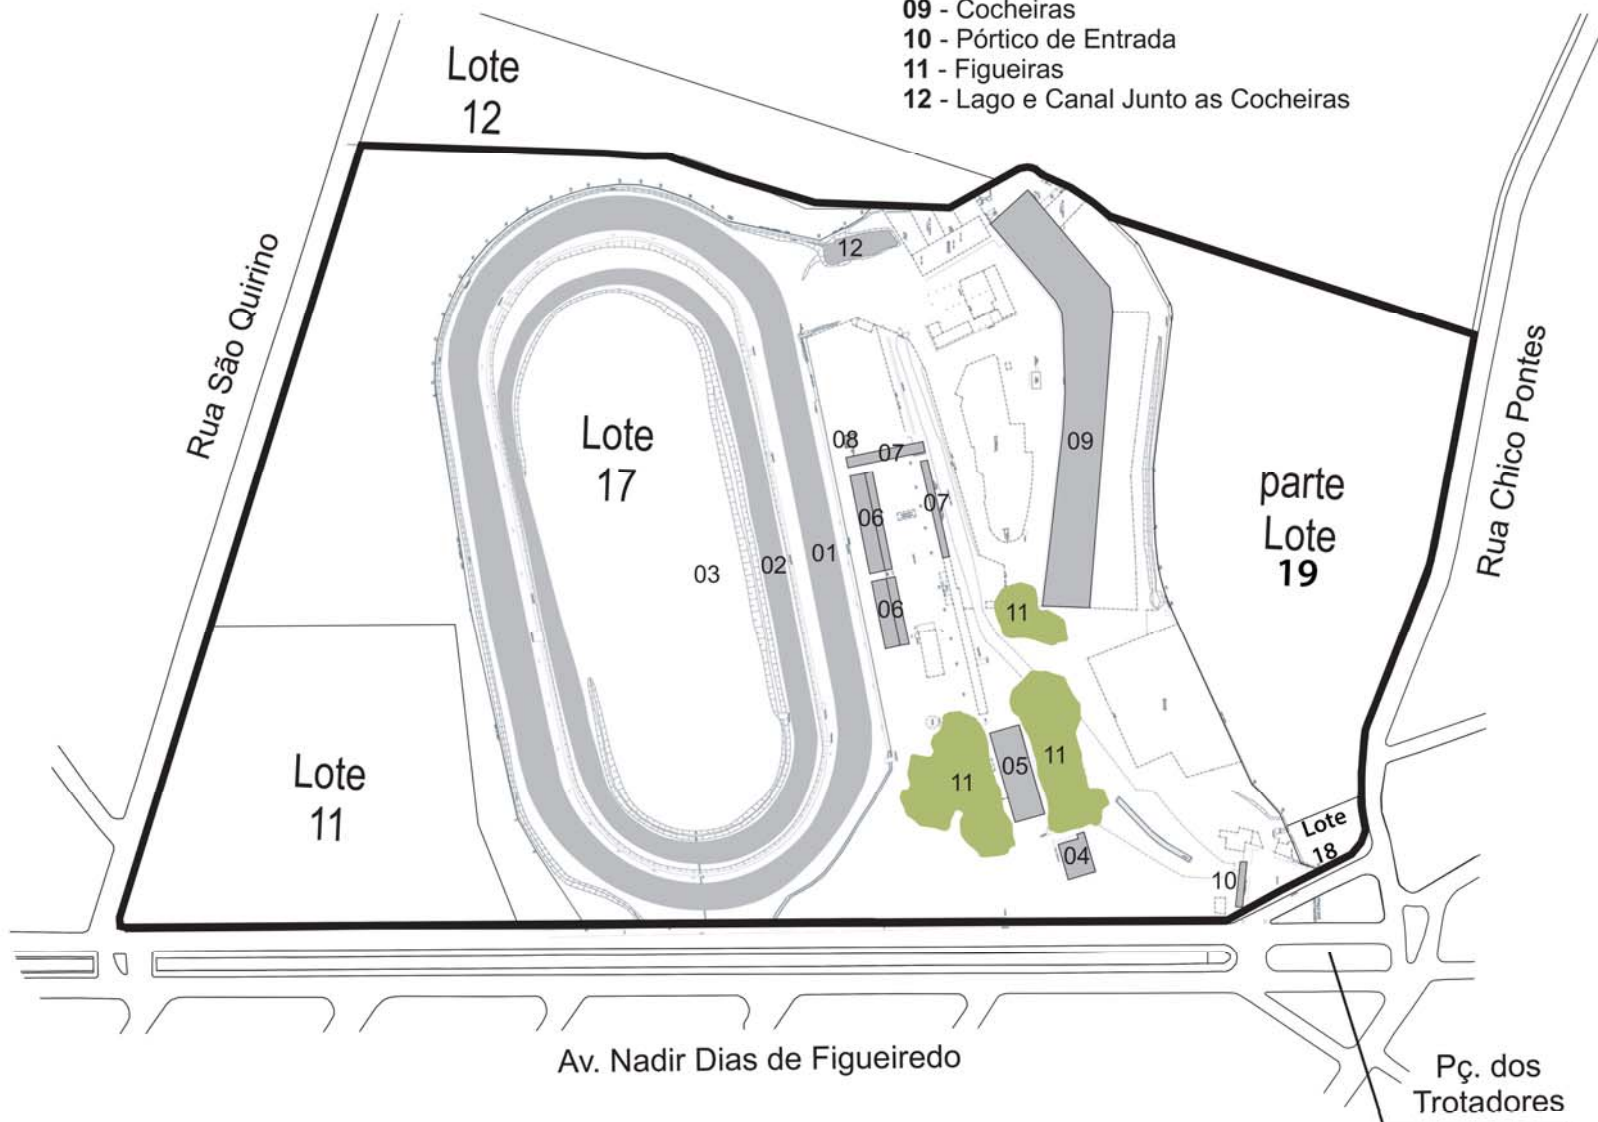 09 - Cocheiras
10 - Pórtico de Entrada
11 - Figueiras
12 - Lago e Canal Junto as Cocheiras
Lote
12
Rua São Quirino
12
Lote
17
08
07
09
07
06
parte
Lote
19
Rua Chico Pontes
03
02
01
06
11
Lote
11
11
05
11
04
Lote
18
10
Av. Nadir Dias de Figueiredo
Pç. dos
Trotadores